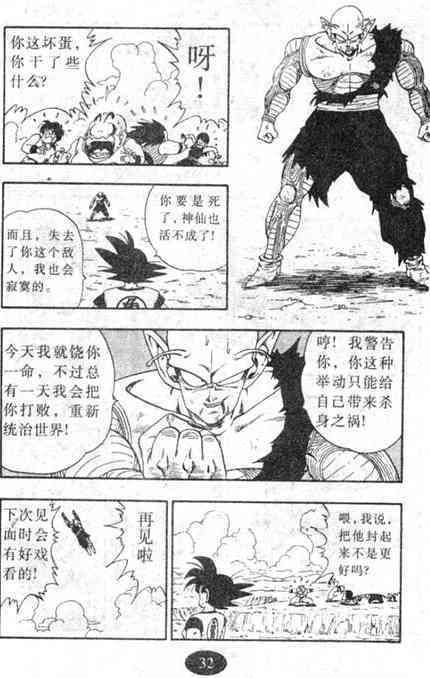 呀！
你这坏蛋，
你干了些
什么？
你要是死
了，神仙也
活不成了！
而且，失去
了你这个敌
人，我也会
寂寞的。
哼！我警告
你，你这种
举动只能给
自己带来杀
身之祸！
今天我就饶你
一命，不过总
有一天我会把
你打败，重新
统治世界！
喂，我说，
把他封起
来不是更
好吗？
再见啦
下次见
面时会
有好戏
看的！
32